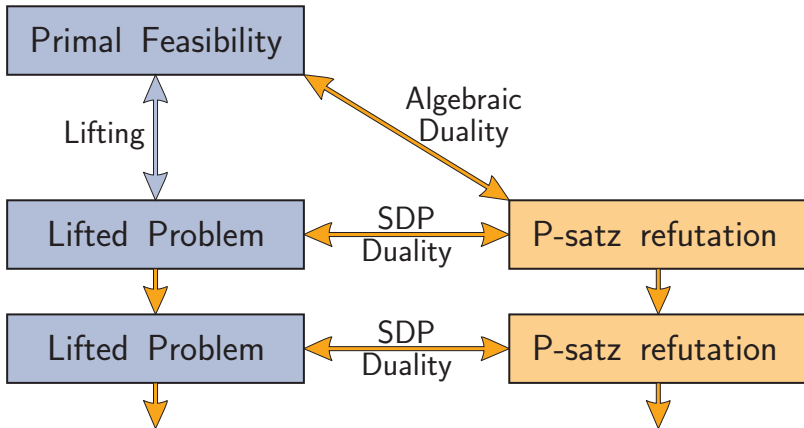 Primal Feasibility
Algebraic
Duality
Lifting
Lifted Problem
SDP
Duality
P-satz refutation
Lifted Problem
SDP
Duality
P-satz refutation